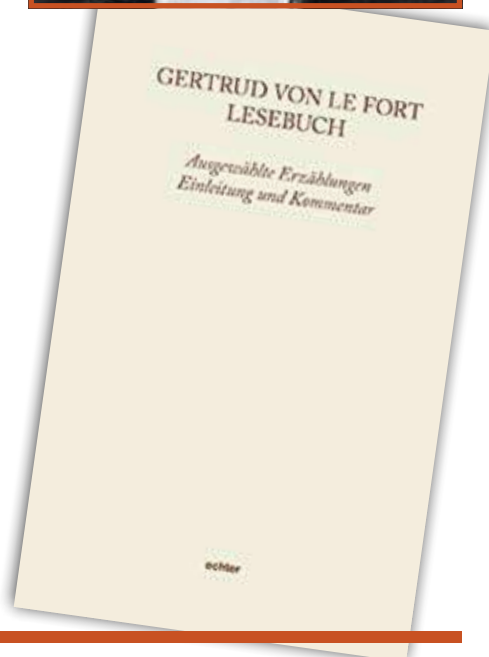 GERTRUD VON LE FORT
LESEBUCH
Ausgewählte Erzählungen
Einleitung und Kommentar
echter